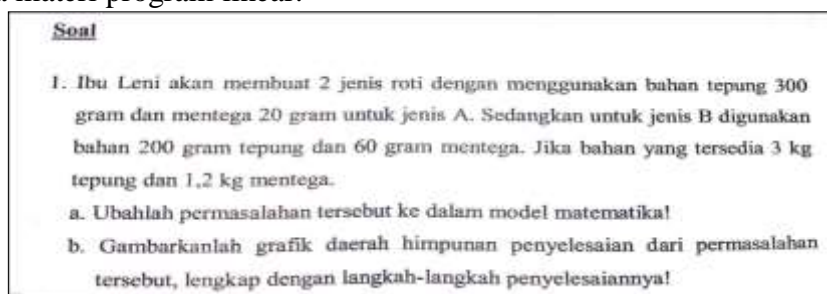 materi program linear.
Soal
1. Ibu Leni akan membuat 2 jenis roti dengan menggunakan bahan tepung 300
gram dan mentega 20 gram untuk jenis A. Sedangkan untuk jenis B digunakan
bahan 200 gram tepung dan 60 gram mentega. Jika bahan yang tersedia 3 kg
tepung dan 1,2 kg mentega.
a. Ubahlah permasalahan tersebut ke dalam model matematika!
b. Gambarkanlah grafik daerah himpunan penyelesaian dari permasalahan
tersebut, lengkap dengan langkah-langkah penyelesaiannya!